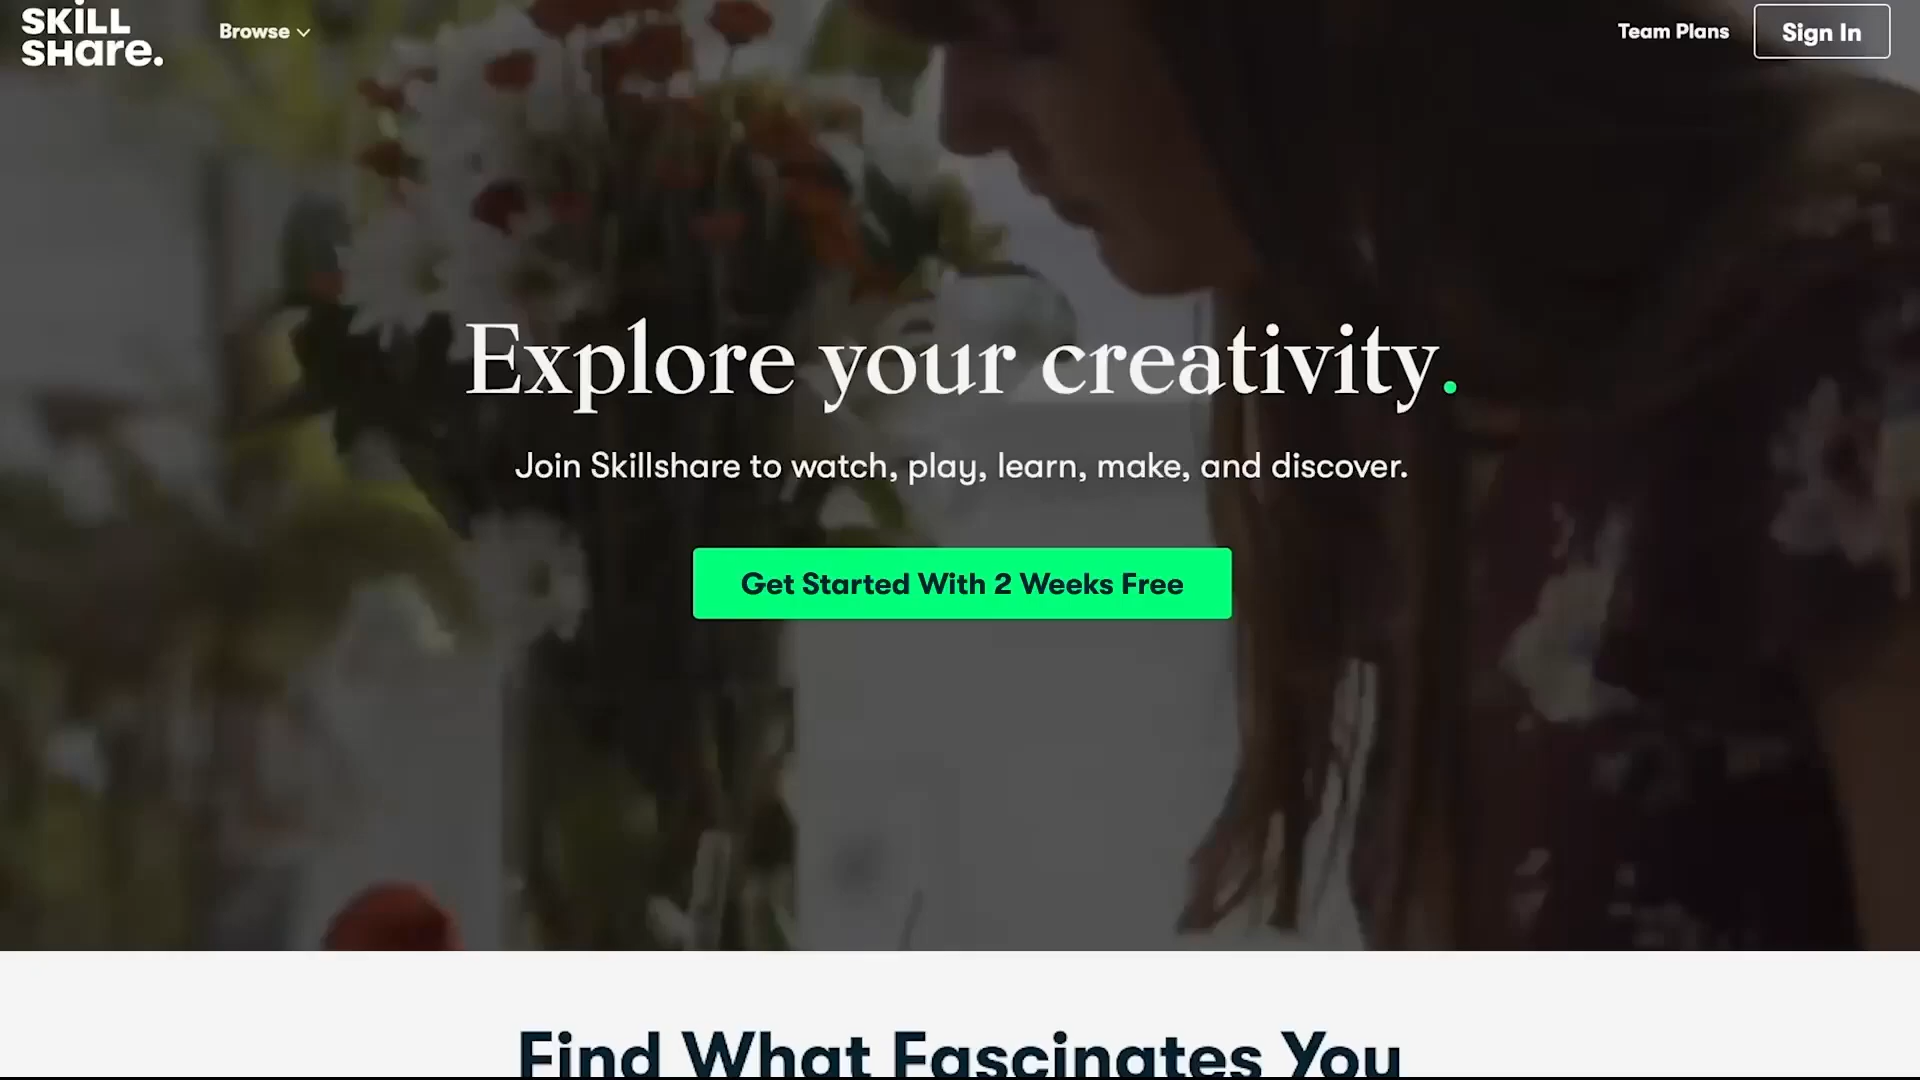 SKILL
SHare.
Browse
Team Plans
Sign In
Explore your creativity.
Join Skillshare to watch, play, learn, make, and discover.
Get Started With 2 Weeks Free
Find What Fascinates You